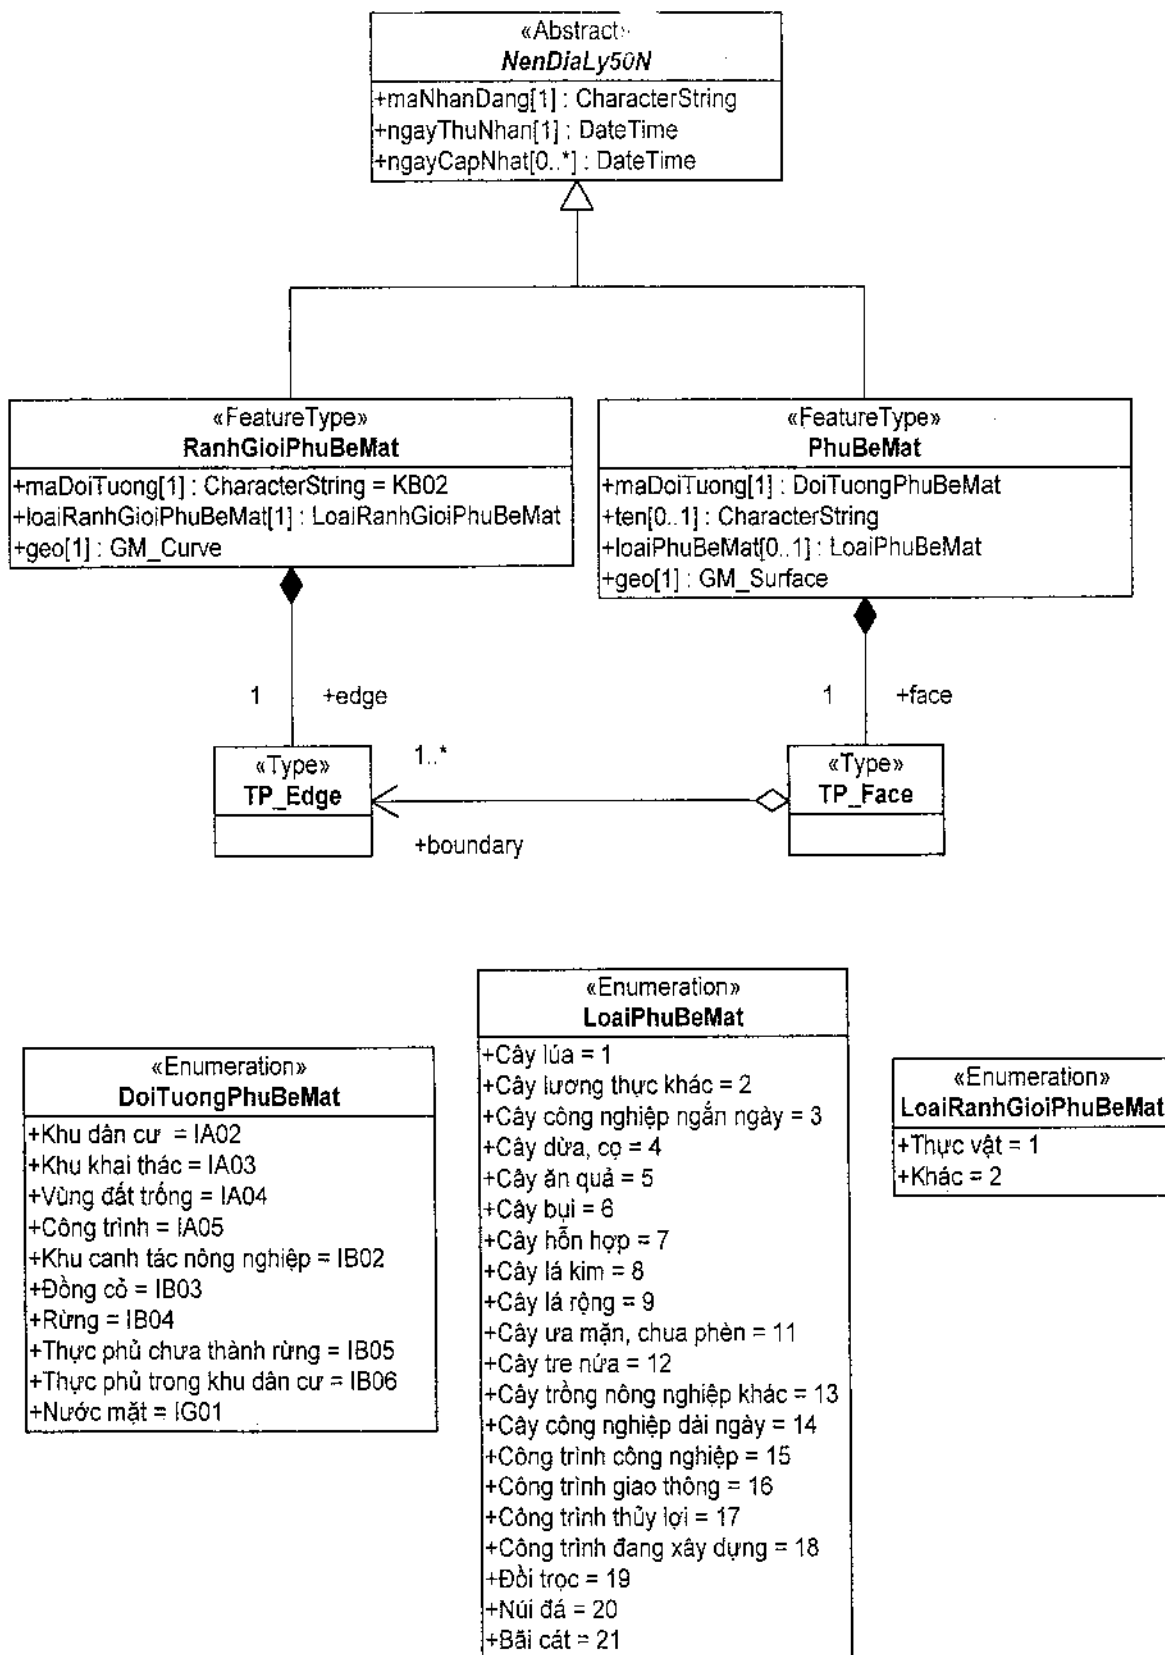 «Abstract»
NenDiaLy50N
+maNhanDang[1] : CharacterString
+ngayThuNhan[1] : DateTime
+ngayCapNhat[0..*] : DateTime
«FeatureType»
RanhGioiPhuBeMat
+maDoiTuong[1] : CharacterString = KB02
+loaiRanhGioiPhuBeMat[1] : LoaiRanhGioiPhuBeMat
+geo[1] : GM_Curve
«FeatureType»
PhuBeMat
+maDoiTuong[1] : DoiTuongPhuBeMat
+ten[0..1] : CharacterString
+loaiPhuBeMat[0..1] : LoaiPhuBeMat
+geo[1] : GM_Surface
1 +edge
1 +face
«Type»
TP_Edge
1..*
+boundary
«Type»
TP_Face
«Enumeration»
DoiTuongPhuBeMat
+Khu dân cư = IA02
+Khu khai thác = IA03
+Vùng đất trống = IA04
+Công trình = IA05
+Khu canh tác nông nghiệp = IB02
+Đồng cỏ = IB03
+Rừng = IB04
+Thực phủ chưa thành rừng = IB05
+Thực phủ trong khu dân cư = IB06
+Nước mặt = IG01
«Enumeration»
LoaiPhuBeMat
+Cây lúa = 1
+Cây lương thực khác = 2
+Cây công nghiệp ngắn ngày = 3
+Cây dừa, cọ = 4
+Cây ăn quả = 5
+Cây bụi = 6
+Cây hỗn hợp = 7
+Cây lá kim = 8
+Cây lá rộng = 9
+Cây ưa mặn, chua phèn = 11
+Cây tre nứa = 12
+Cây trồng nông nghiệp khác = 13
+Cây công nghiệp dài ngày = 14
+Công trình công nghiệp = 15
+Công trình giao thông = 16
+Công trình thủy lợi = 17
+Công trình đang xây dựng = 18
+Đồi trọc = 19
+Núi đá = 20
+Bãi cát = 21
«Enumeration»
LoaiRanhGioiPhuBeMat
+Thực vật = 1
+Khác = 2